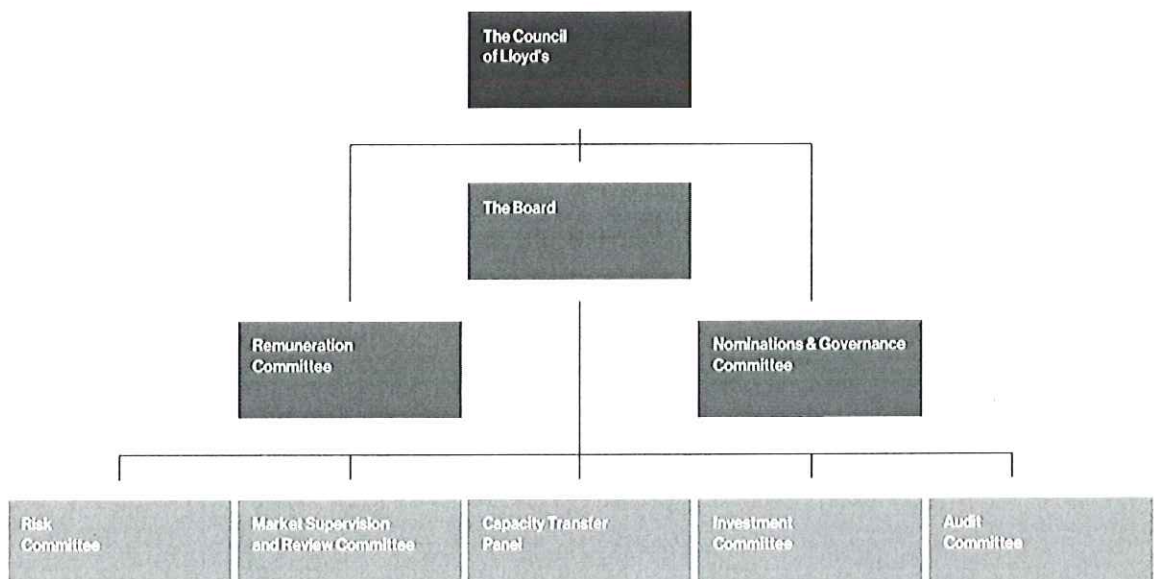 The Council
of Lloyd's
The Board
Remuneration
Committee
Nominations & Governance
Committee
Risk
Committee
Market Supervision
and Review Committee
Capacity Transfer
Panel
Investment
Committee
Audit
Committee